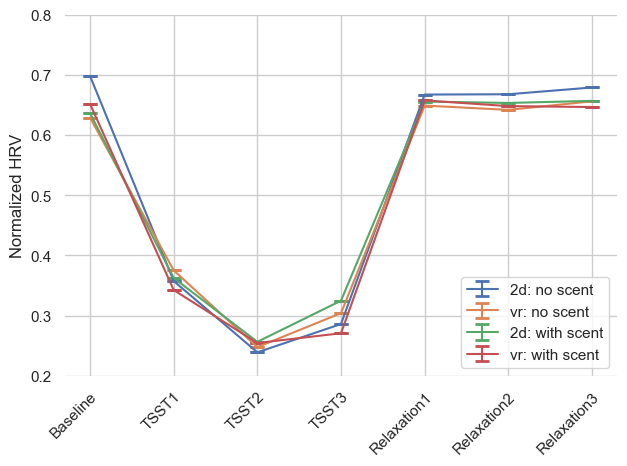 0.8
0.7
0.6
0.5
0.4
0.3
0.2
Normalized HRV
2d: no scent
vr: no scent
2d: with scent
vr: with scent
Baseline
TSST1
TSST2
TSST3
Relaxation1
Relaxation2
Relaxation3